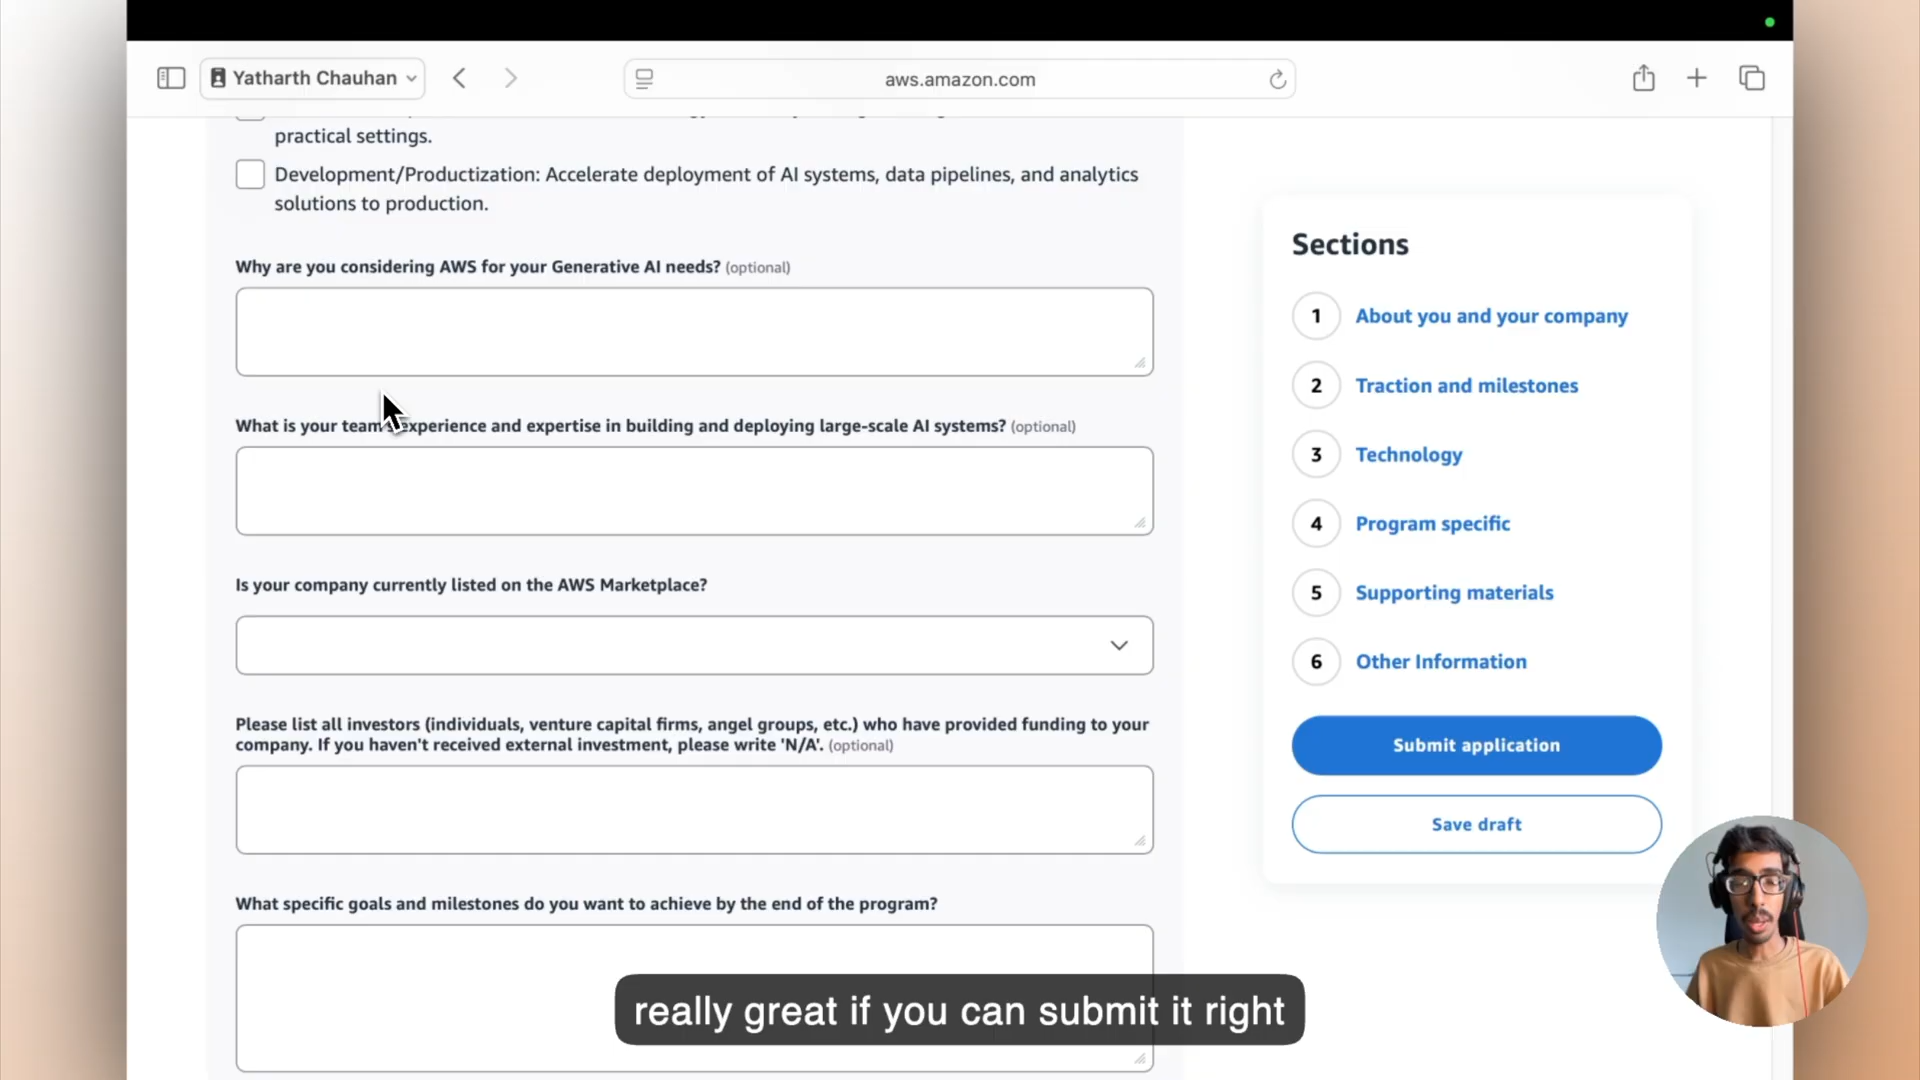 Yatharth Chauhan
aws.amazon.com
practical settings.
Development/Productization: Accelerate deployment of AI systems, data pipelines, and analytics
solutions to production.
Why are you considering AWS for your Generative AI needs? (optional)
What is your team's experience and expertise in building and deploying large-scale AI systems? (optional)
Is your company currently listed on the AWS Marketplace?
Please list all investors (individuals, venture capital firms, angel groups, etc.) who have provided funding to your
company. If you haven't received external investment, please write 'N/A'. (optional)
What specific goals and milestones do you want to achieve by the end of the program?
Sections
1 About you and your company
2 Traction and milestones
3 Technology
4 Program specific
5 Supporting materials
6 Other Information
Submit application
Save draft
really great if you can submit it right